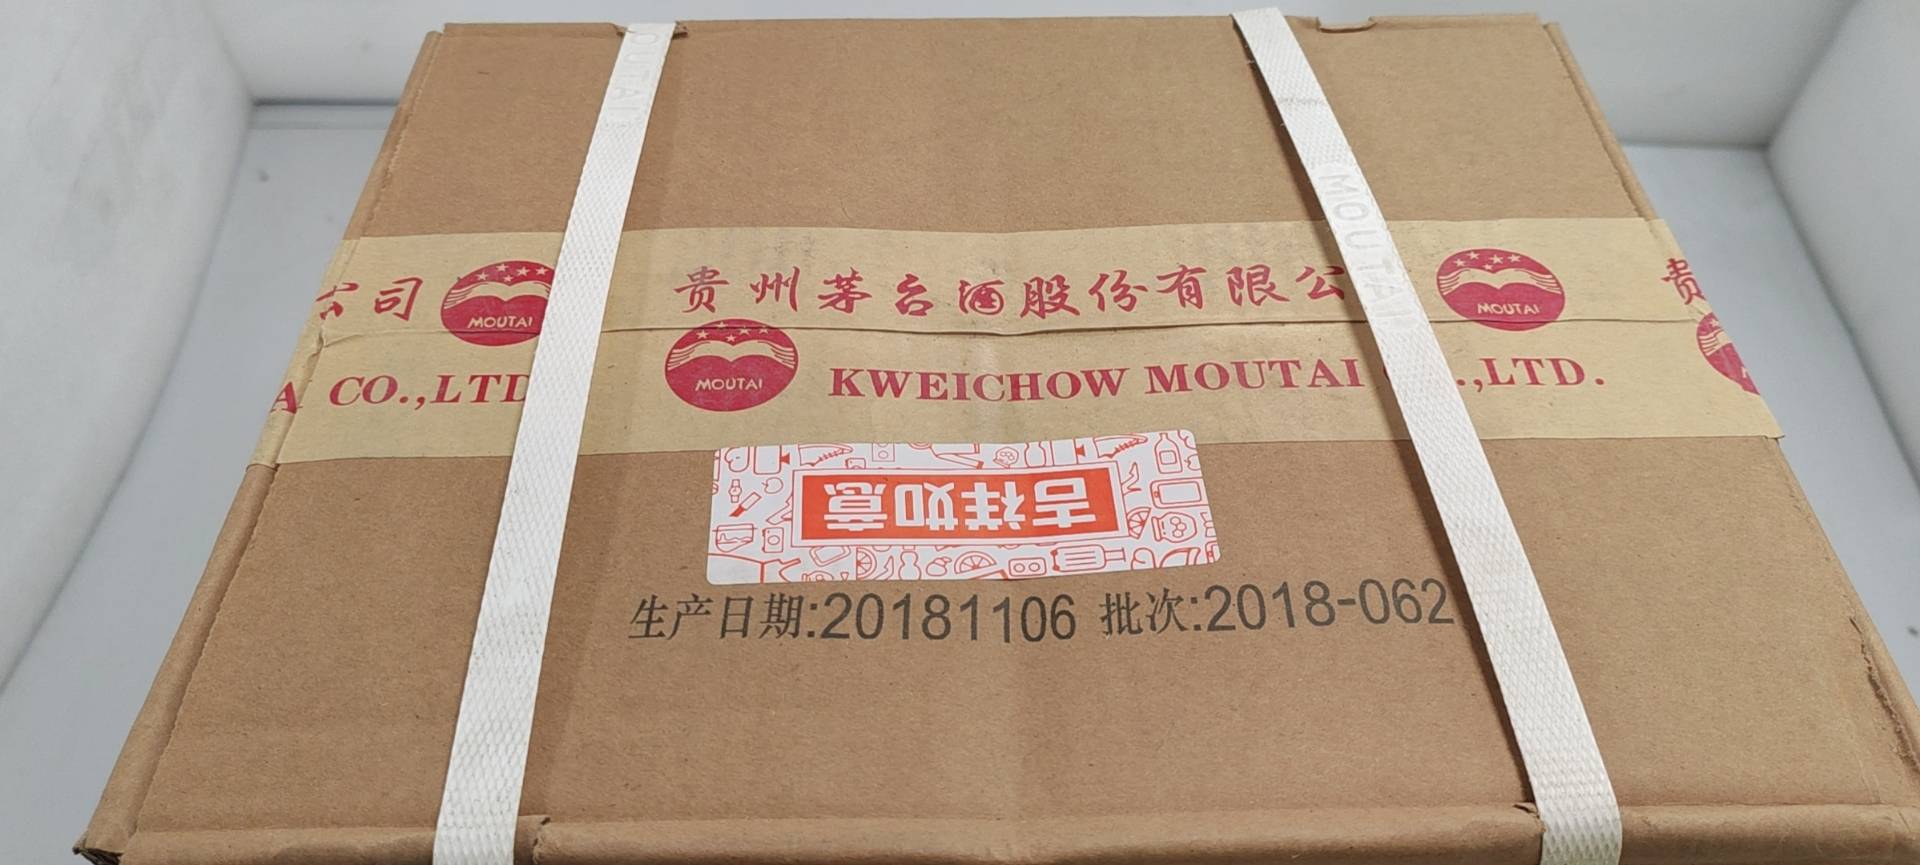 OUTAI
MOUTAI
公司 MOUTAI 贵州茅台酒股份有限公 MOUTAI 贵
A CO.,LTD MOUTAI KWEICHOW MOUTAI .,LTD.
吉祥如意
生产日期:20181106 批次:2018-062